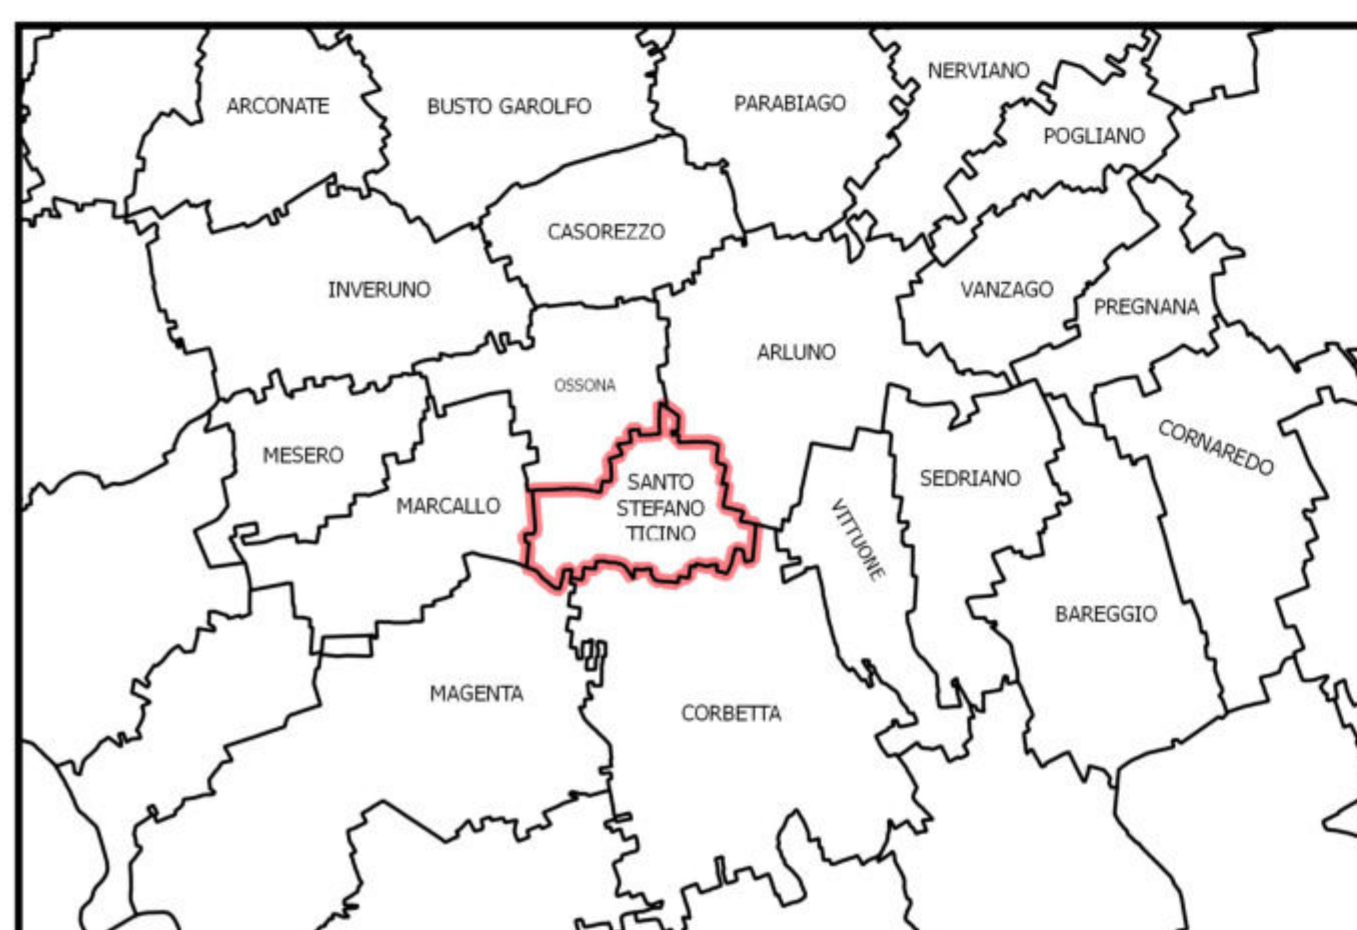 NERVIANO
ARCONATE
BUSTO GAROLFO
PARABIAGO
POGLIANO
CASOREZZO
INVERUNO
VANZAGO
PREGNANA
ARLUNO
OSSONA
MESERO
CORNAREDO
SANTO
STEFANO
TICINO
SEDRIANO
MARCALLO
VITTUONE
BAREGGIO
MAGENTA
CORBETTA